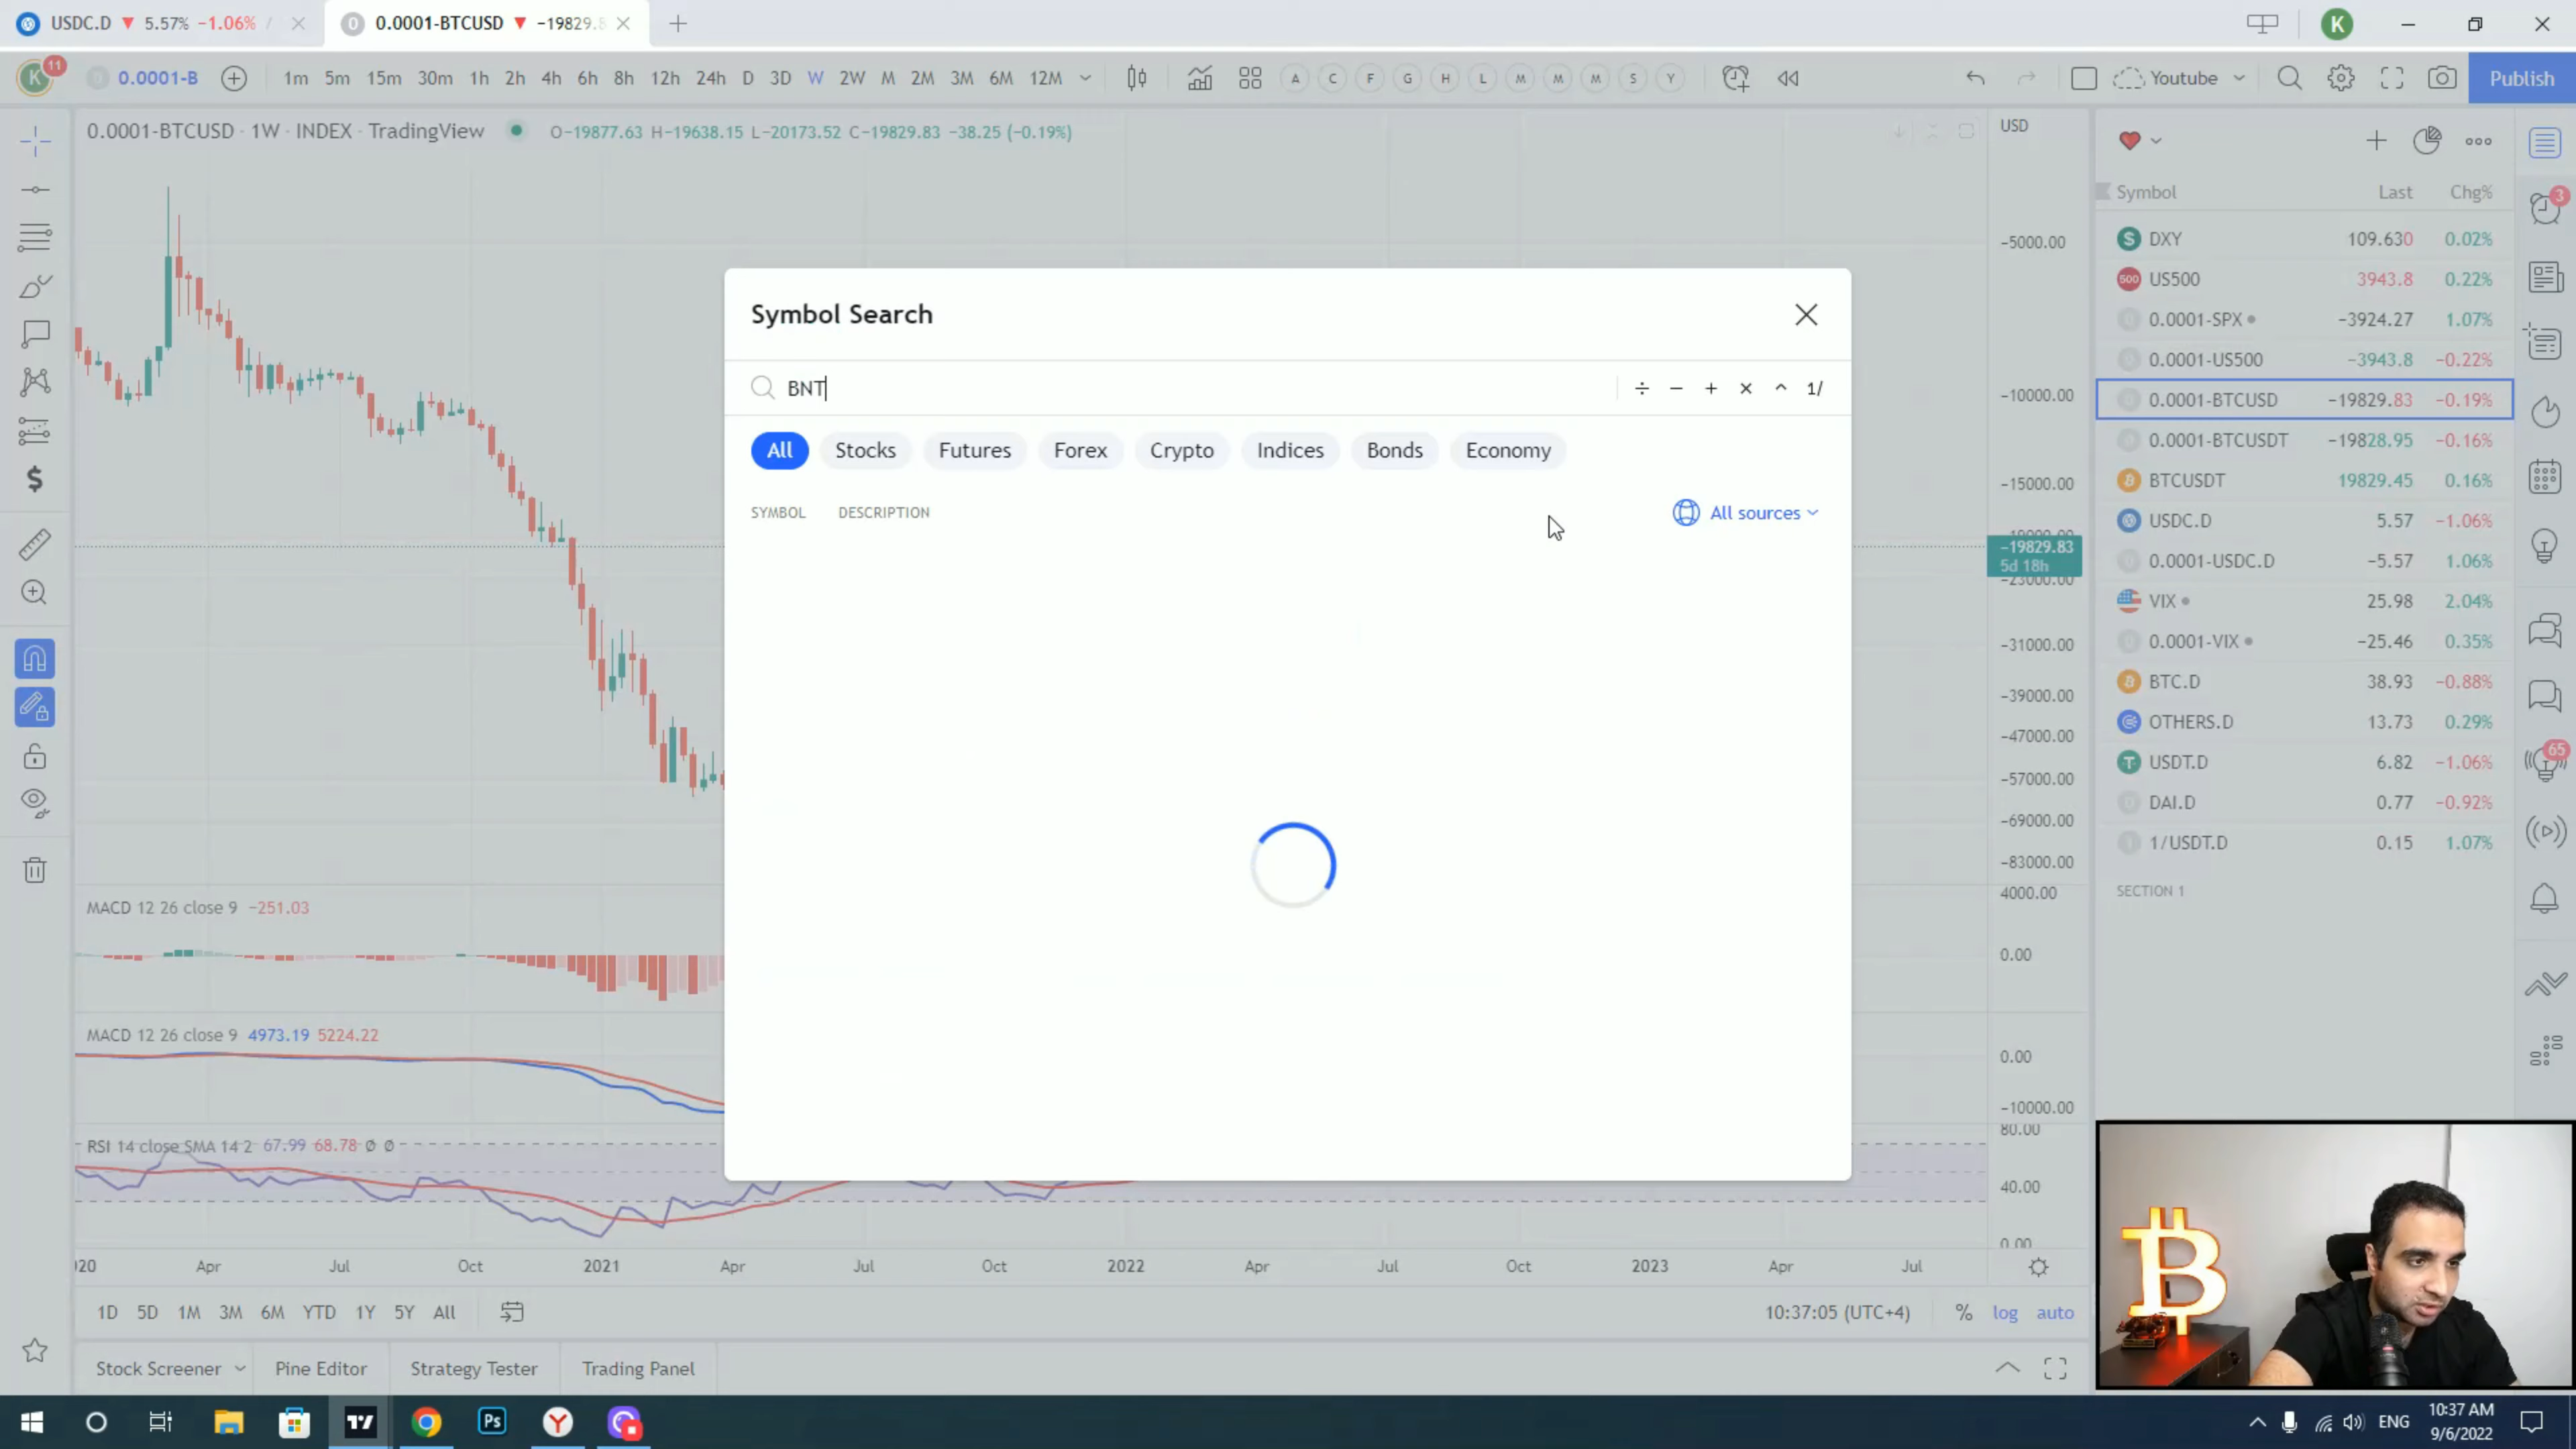 USDC.D ▼ 5.57% −1.06% /
0.0001-BTCUSD ▼ −19829.8
K
K 11
0.0001-B
1m 5m 15m 30m 1h 2h 4h 6h 8h 12h 24h D 3D W 2W M 2M 3M 6M 12M
A C F G H L M M M S Y
Youtube
Publish
0.0001-BTCUSD · 1W · INDEX · TradingView
O−19877.63 H−19638.15 L−20173.52 C−19829.83 −38.25 (−0.19%)
USD
−5000.00
−10000.00
−15000.00
−19829.83
5d 18h
−23000.00
−31000.00
−39000.00
−47000.00
−57000.00
−69000.00
−83000.00
4000.00
0.00
0.00
−10000.00
80.00
40.00
0.00
Symbol Search
BNT
÷ − + × ^ 1/
All Stocks Futures Forex Crypto Indices Bonds Economy
SYMBOL DESCRIPTION
All sources
MACD 12 26 close 9 −251.03
MACD 12 26 close 9 4973.19 5224.22
RSI 14 close SMA 14 2 67.99 68.78 ∅ ∅
Apr Jul Oct 2021 Apr Jul Oct 2022 Apr Jul Oct 2023 Apr Jul
1D 5D 1M 3M 6M YTD 1Y 5Y All
10:37:05 (UTC+4) % log auto
Stock Screener Pine Editor Strategy Tester Trading Panel
Symbol Last Chg%
DXY 109.630 0.02%
US500 3943.8 0.22%
0.0001-SPX −3924.27 1.07%
0.0001-US500 −3943.8 −0.22%
0.0001-BTCUSD −19829.83 −0.19%
0.0001-BTCUSDT −19828.95 −0.16%
BTCUSDT 19829.45 0.16%
USDC.D 5.57 −1.06%
0.0001-USDC.D −5.57 1.06%
VIX 25.98 2.04%
0.0001-VIX −25.46 0.35%
BTC.D 38.93 −0.88%
OTHERS.D 13.73 0.29%
USDT.D 6.82 −1.06%
DAI.D 0.77 −0.92%
1/USDT.D 0.15 1.07%
SECTION 1
3
65
Ps
ENG
10:37 AM
9/6/2022